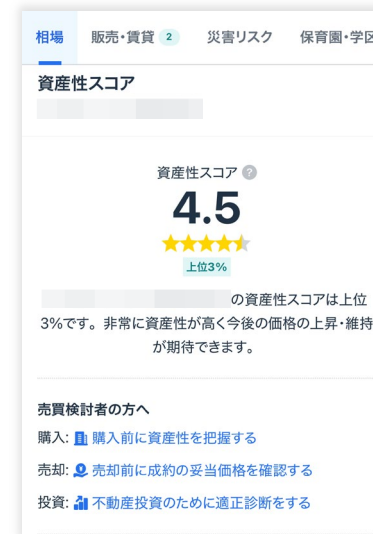 相場 販売・賃貸 2 災害リスク 保育園・学区
資産性スコア
資産性スコア ?
4.5
上位3%
の資産性スコアは上位
3%です。非常に資産性が高く今後の価格の上昇・維持
が期待できます。
売買検討者の方へ
購入: 購入前に資産性を把握する
売却: 売却前に成約の妥当価格を確認する
投資: 不動産投資のために適正診断をする